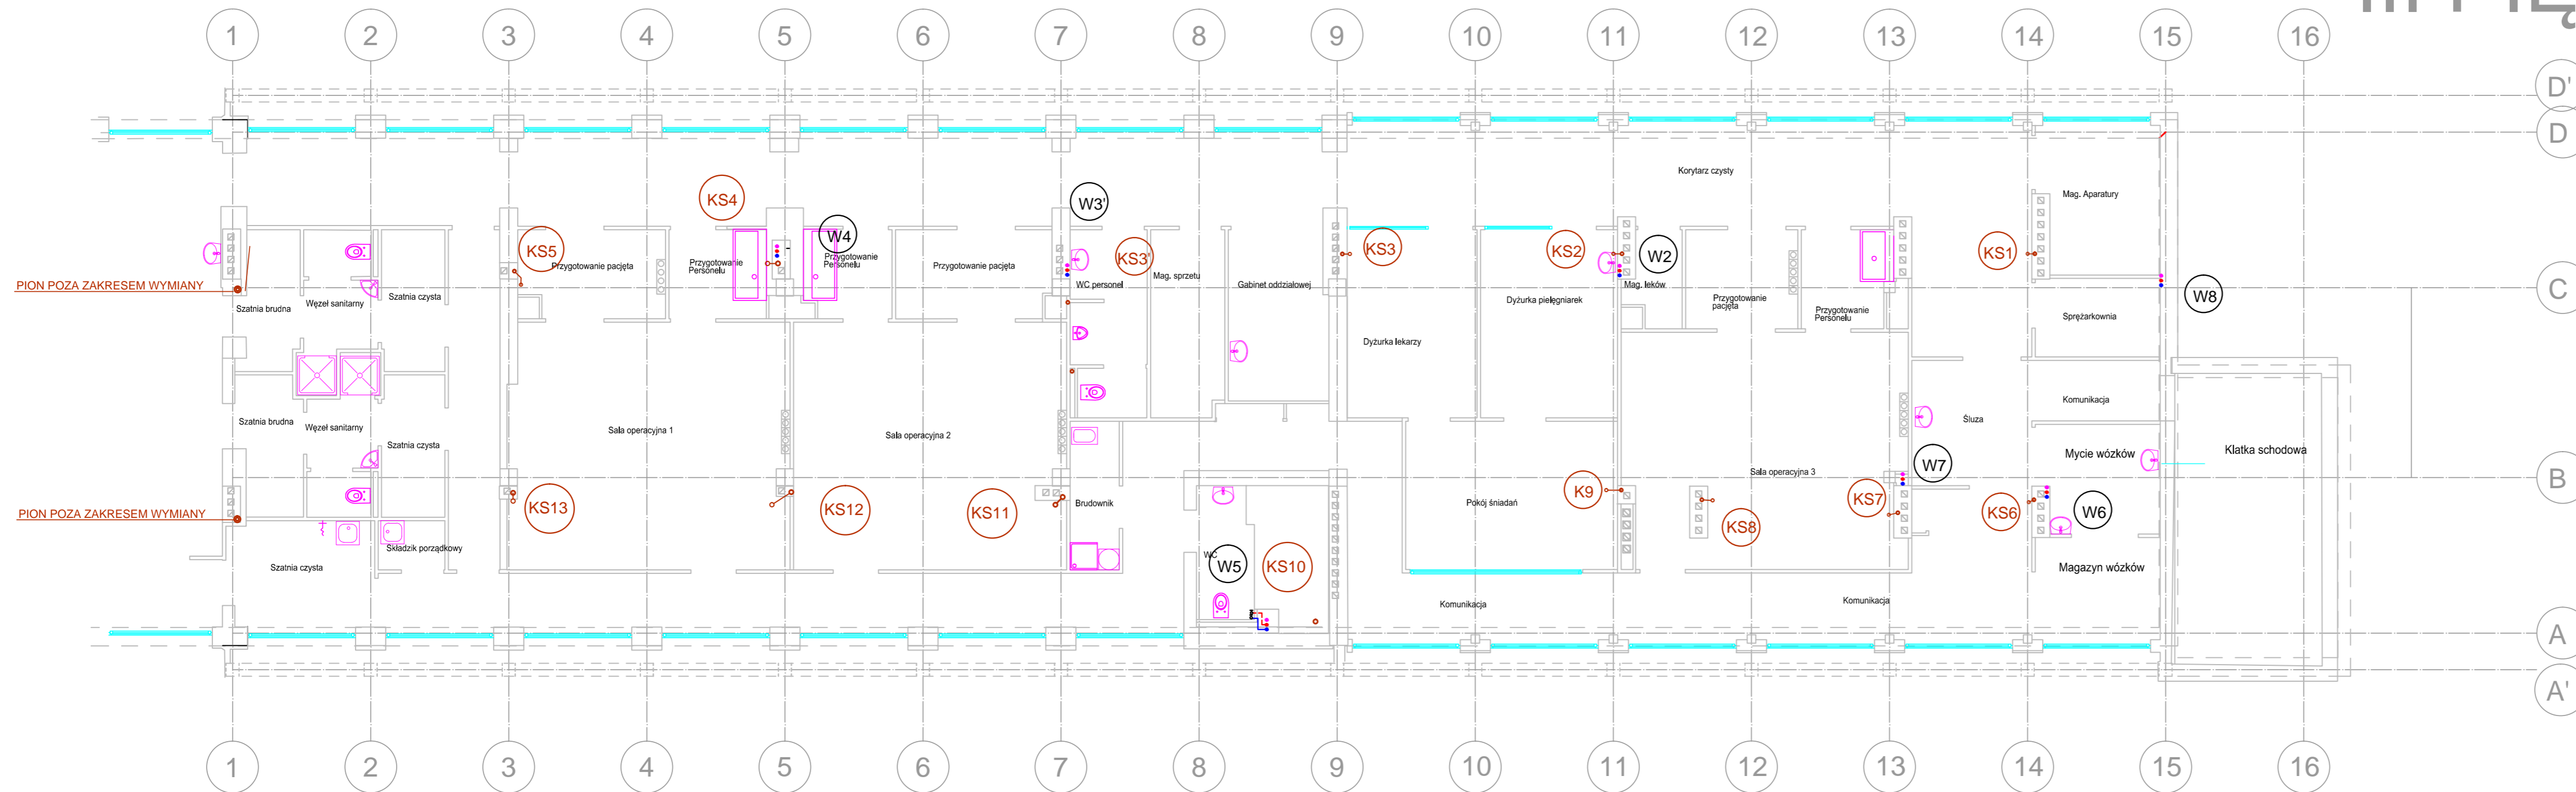 1 2 3 4 5 6 7 8 9 10 11 12 13 14 15 16
D'
D
Korytarz czysty
Mag. Aparatury
KS4
W3'
W4
KS5
KS3'
KS3
KS2
W2
KS1
Przygotowanie pacjęta
Przygotowanie
Personelu
Przygotowanie
Personelu
Przygotowanie pacjęta
Mag. sprzetu
WC personel
Gabinet oddziałowej
Mag. leków
PION POZA ZAKRESEM WYMIANY
C
W8
Szatnia brudna
Węzeł sanitarny
Szatnia czysta
Dyżurka pielęgniarek
Przygotowanie
pacjęta
Przygotowanie
Personelu
Sprężarkownia
Dyżurka lekarzy
Komunikacja
Szatnia brudna
Węzeł sanitarny
Szatnia czysta
Sala operacyjna 1
Sala operacyjna 2
Śluza
Mycie wózków
Klatka schodowa
Sala operacyjna 3
W7
B
KS13
KS12
KS11
Brudownik
Pokój śniadań
K9
KS8
KS7
KS6
W6
PION POZA ZAKRESEM WYMIANY
Składzik porządkowy
Szatnia czysta
WC
W5
KS10
Magazyn wózków
Komunikacja
Komunikacja
A
A'
1 2 3 4 5 6 7 8 9 10 11 12 13 14 15 16